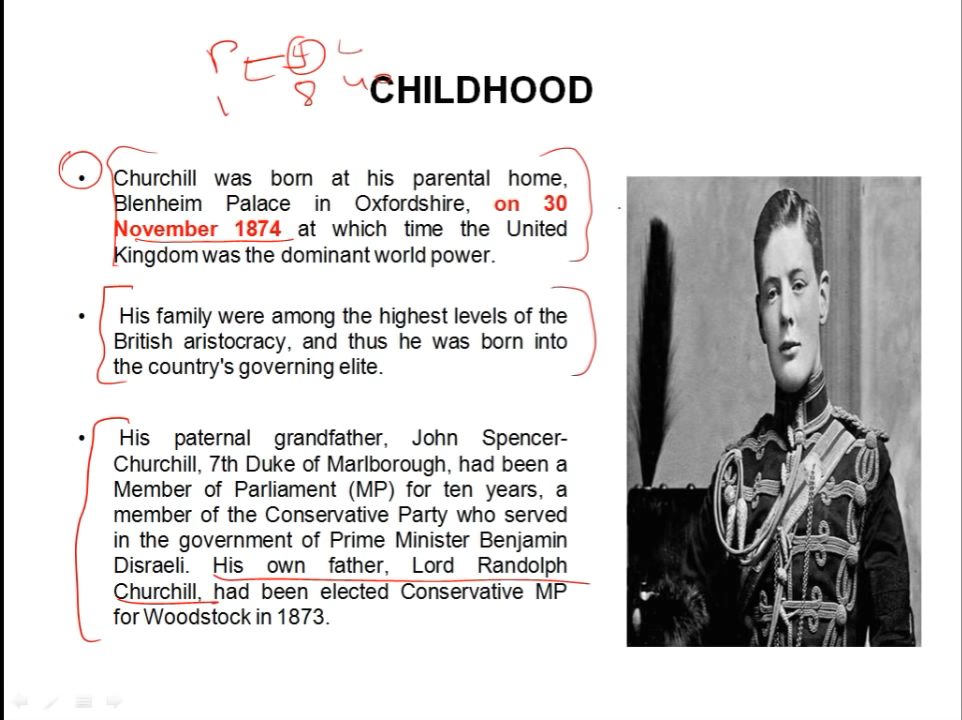 CHILDHOOD
• Churchill was born at his parental home,
Blenheim Palace in Oxfordshire, on 30
November 1874 at which time the United
Kingdom was the dominant world power.
• His family were among the highest levels of the
British aristocracy, and thus he was born into
the country's governing elite.
• His paternal grandfather, John Spencer-
Churchill, 7th Duke of Marlborough, had been a
Member of Parliament (MP) for ten years, a
member of the Conservative Party who served
in the government of Prime Minister Benjamin
Disraeli. His own father, Lord Randolph
Churchill, had been elected Conservative MP
for Woodstock in 1873.